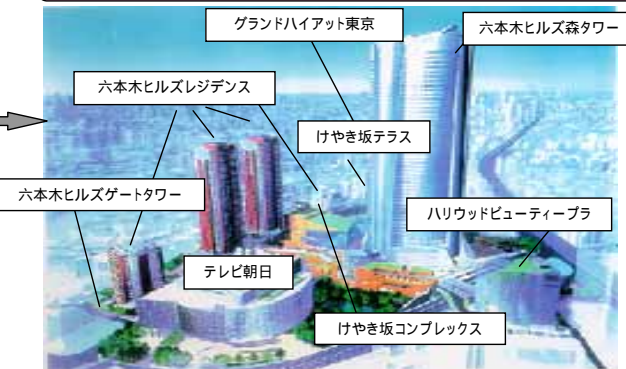 グランドハイアット東京
六本木ヒルズ森タワー
六本木ヒルズレジデンス
けやき坂テラス
六本木ヒルズゲートタワー
ハリウッドビューティープラ
テレビ朝日
けやき坂コンプレックス